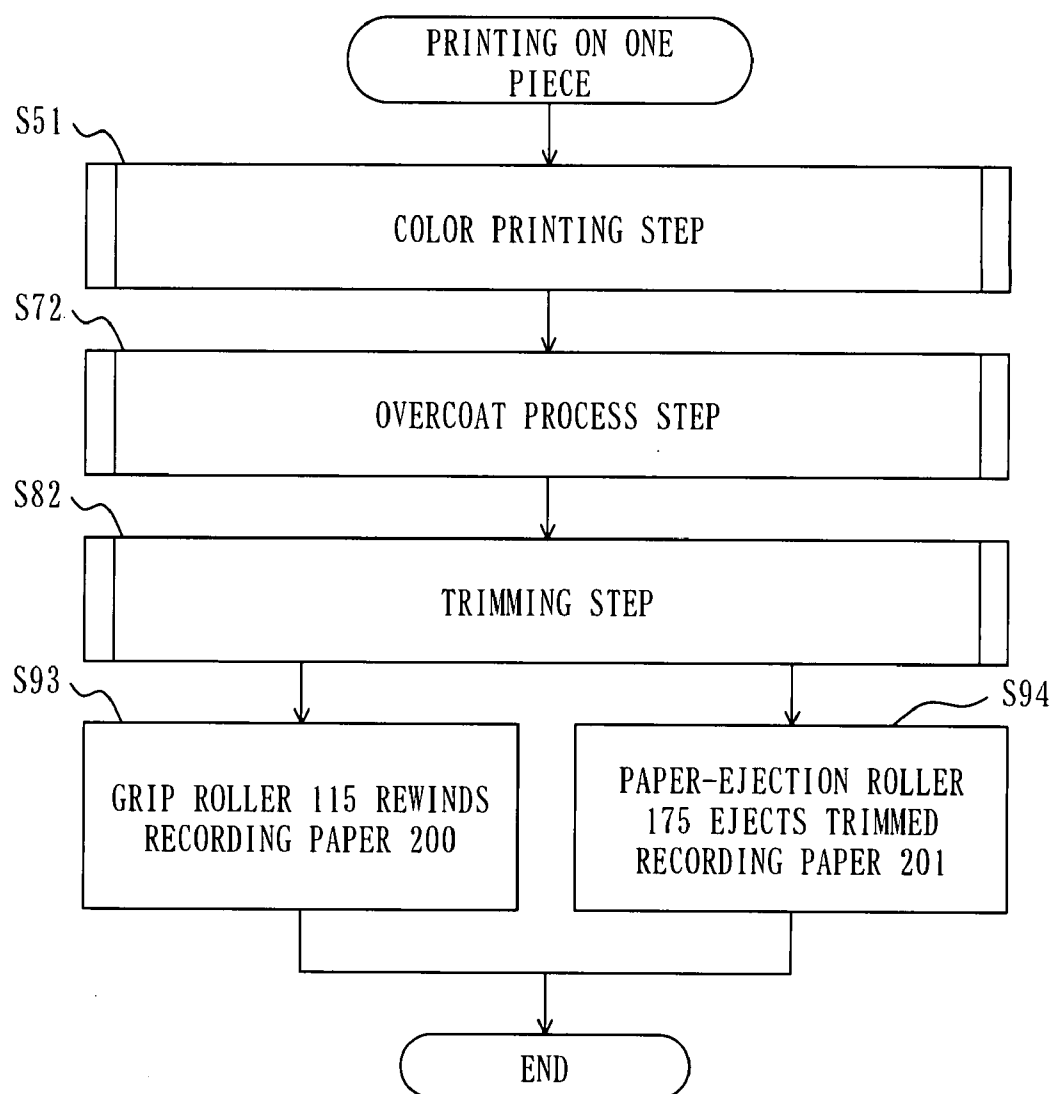 PRINTING ON ONE
PIECE
S51
COLOR PRINTING STEP
S72
OVERCOAT PROCESS STEP
S82
TRIMMING STEP
S93
S94
GRIP ROLLER 115 REWINDS
RECORDING PAPER 200
PAPER-EJECTION ROLLER
175 EJECTS TRIMMED
RECORDING PAPER 201
END